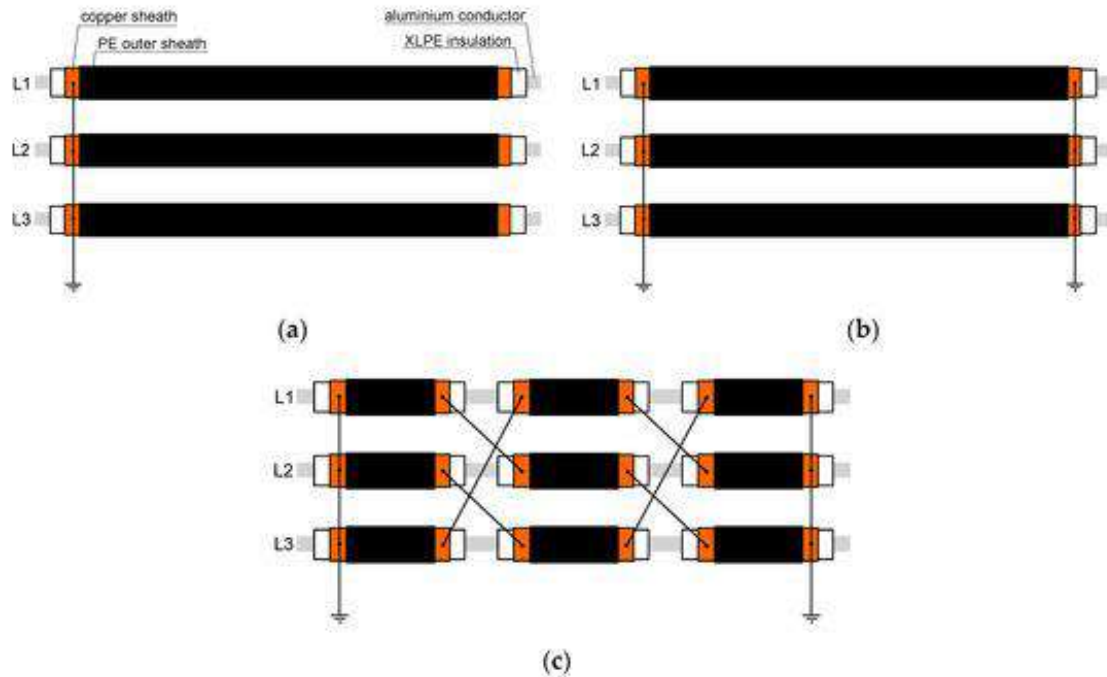 copper sheath
aluminium conductor
PE outer sheath
XLPE insulation
L1
L1
L2
L2
L3
L3
(a)
(b)
L1
L2
L3
(c)